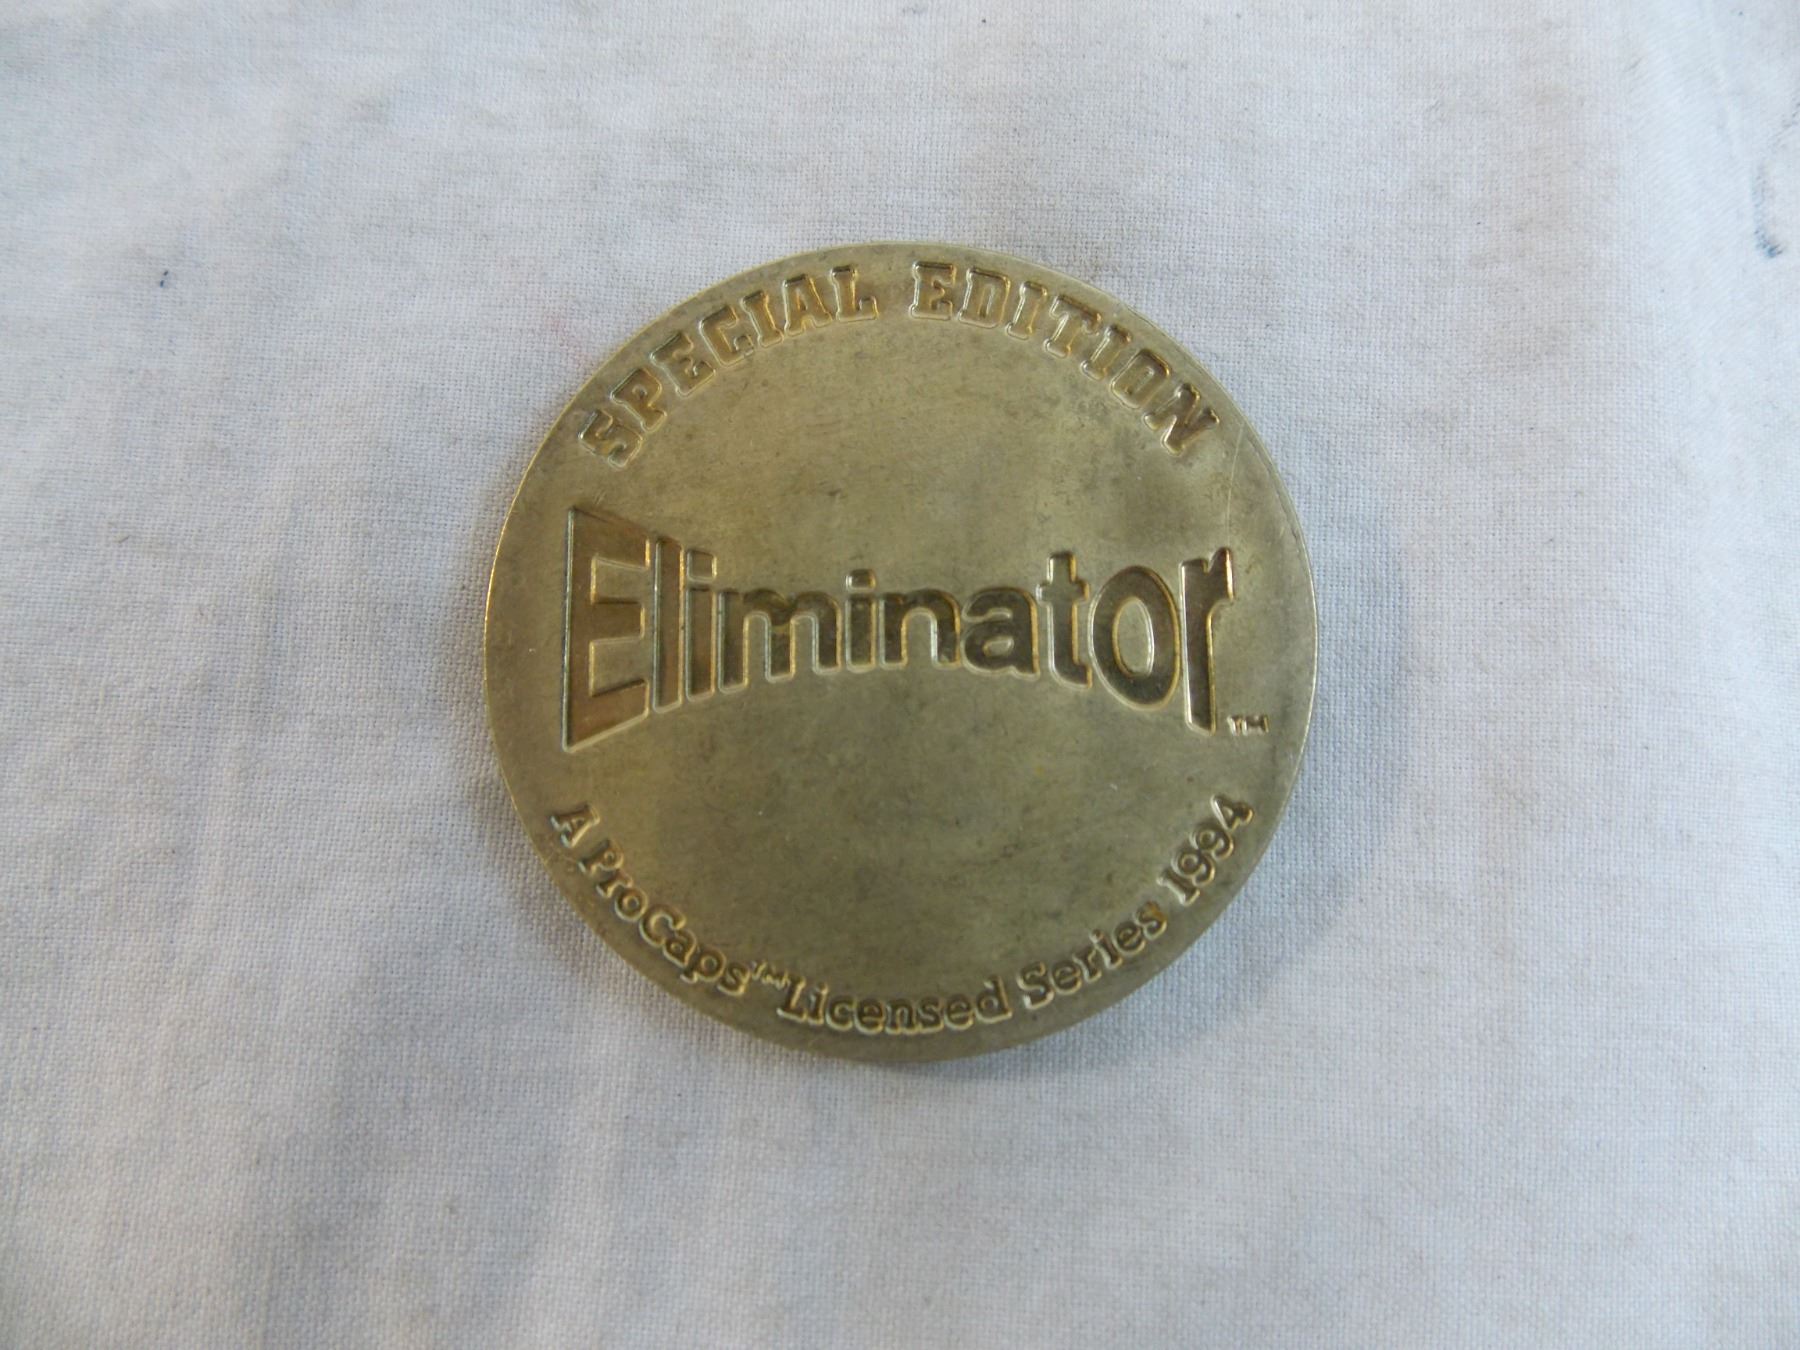 SPECIAL EDITION
Eliminator™
A ProCaps™ Licensed Series 1994